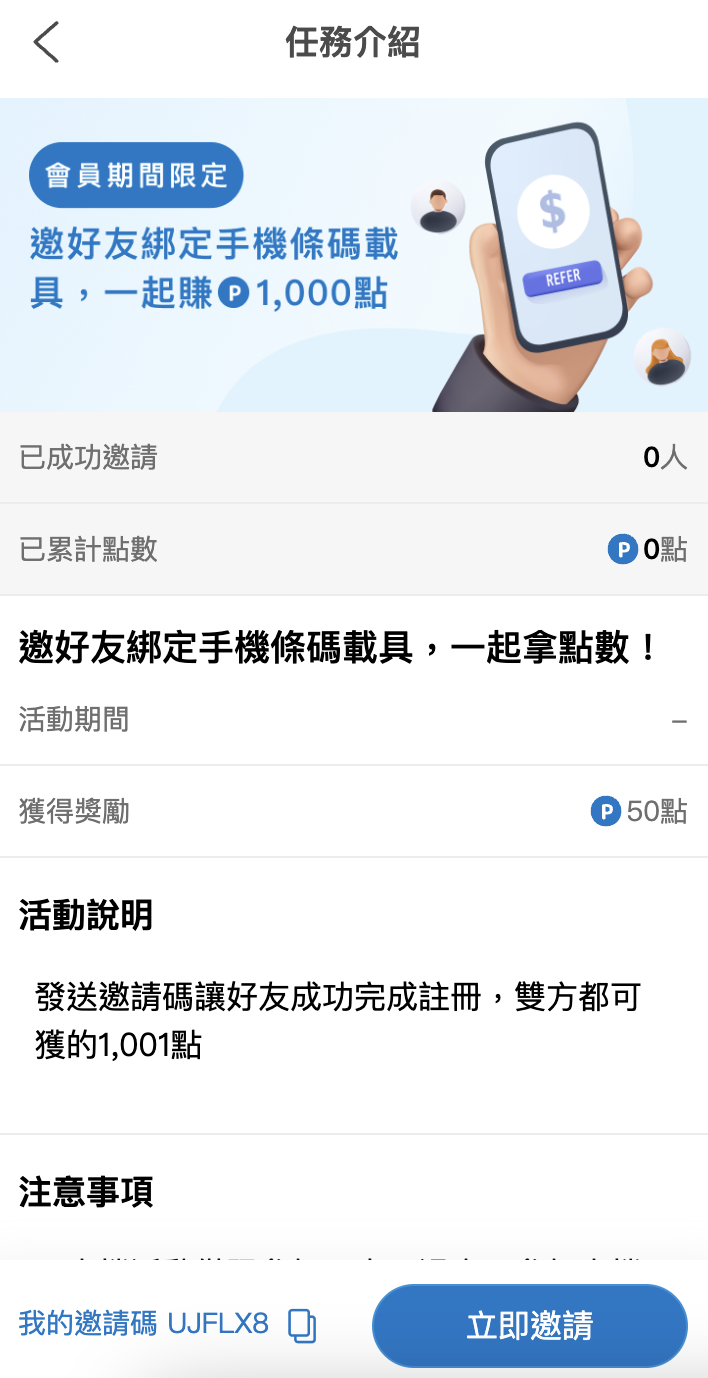 任務介紹
會員期間限定
邀好友綁定手機條碼載
具，一起賺P1,000點
REFER
$
已成功邀請 0人
已累計點數 P 0點
邀好友綁定手機條碼載具，一起拿點數！
活動期間 –
獲得獎勵 P 50點
活動說明
發送邀請碼讓好友成功完成註冊，雙方都可
獲的1,001點
注意事項
我的邀請碼 UJFLX8
立即邀請